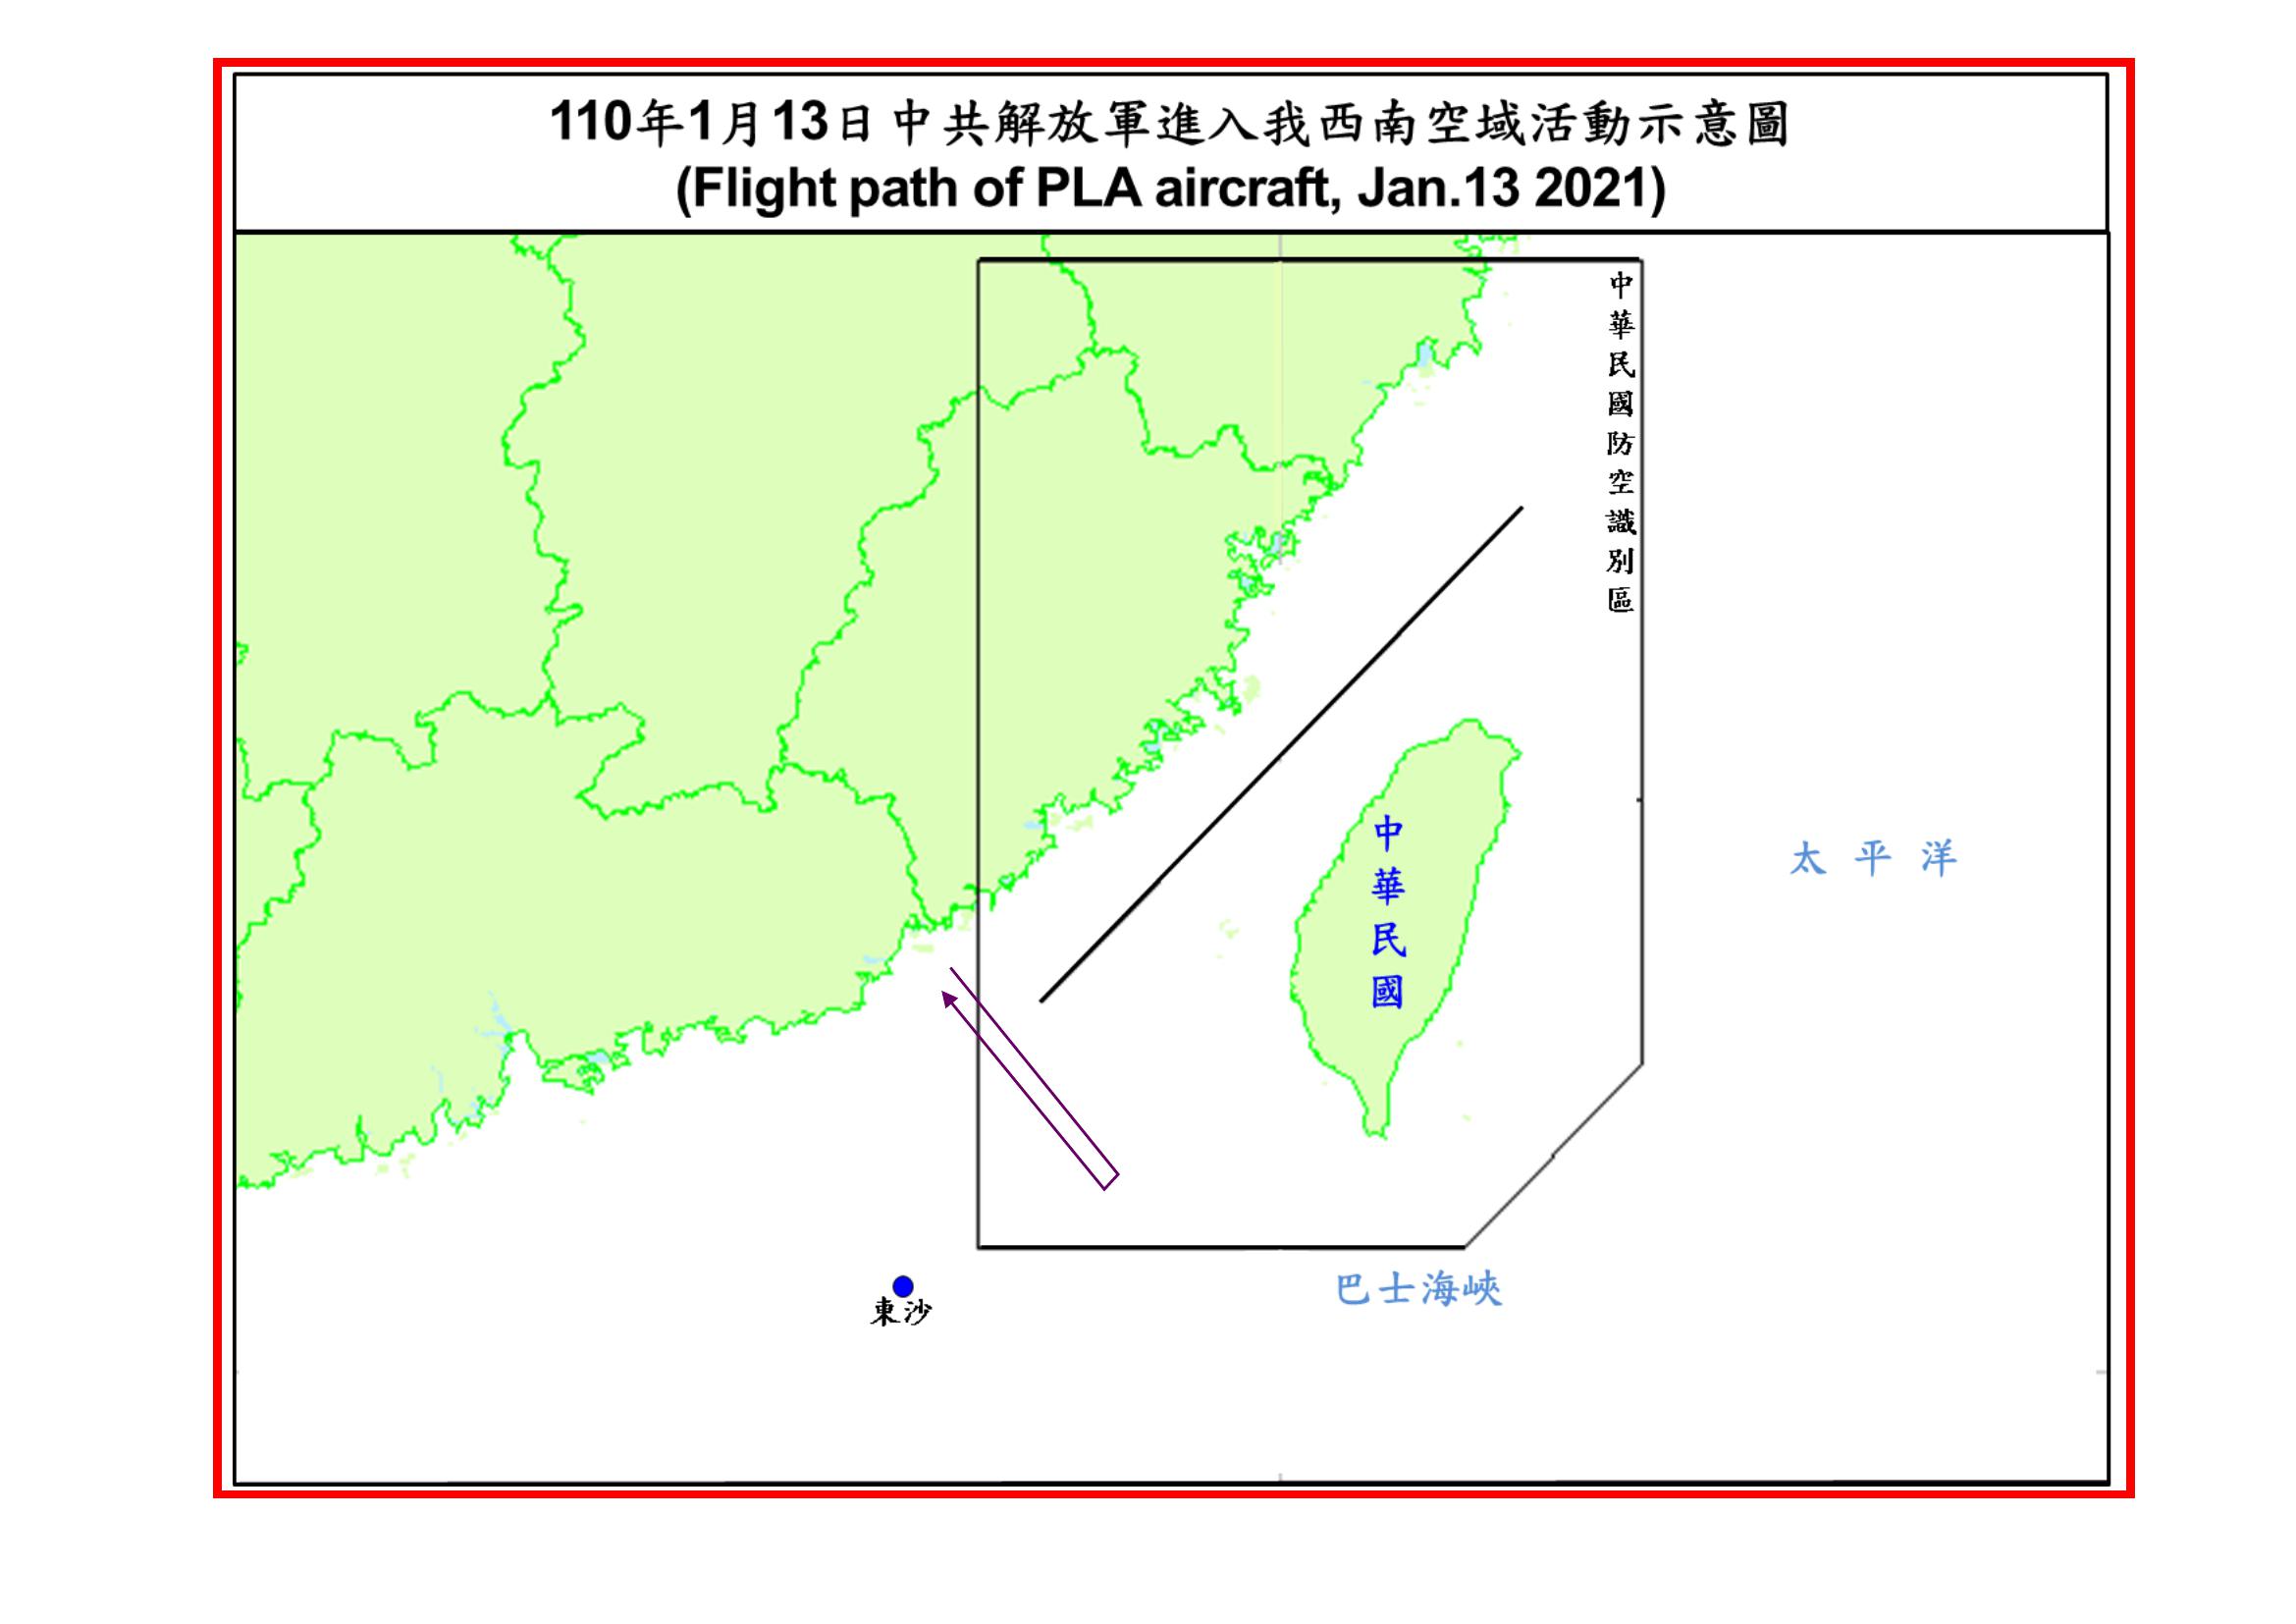 110年1月13日中共解放軍進入我西南空域活動示意圖
(Flight path of PLA aircraft, Jan.13 2021)
中華民國防空識別區
中華民國
太平洋
巴士海峽
東沙